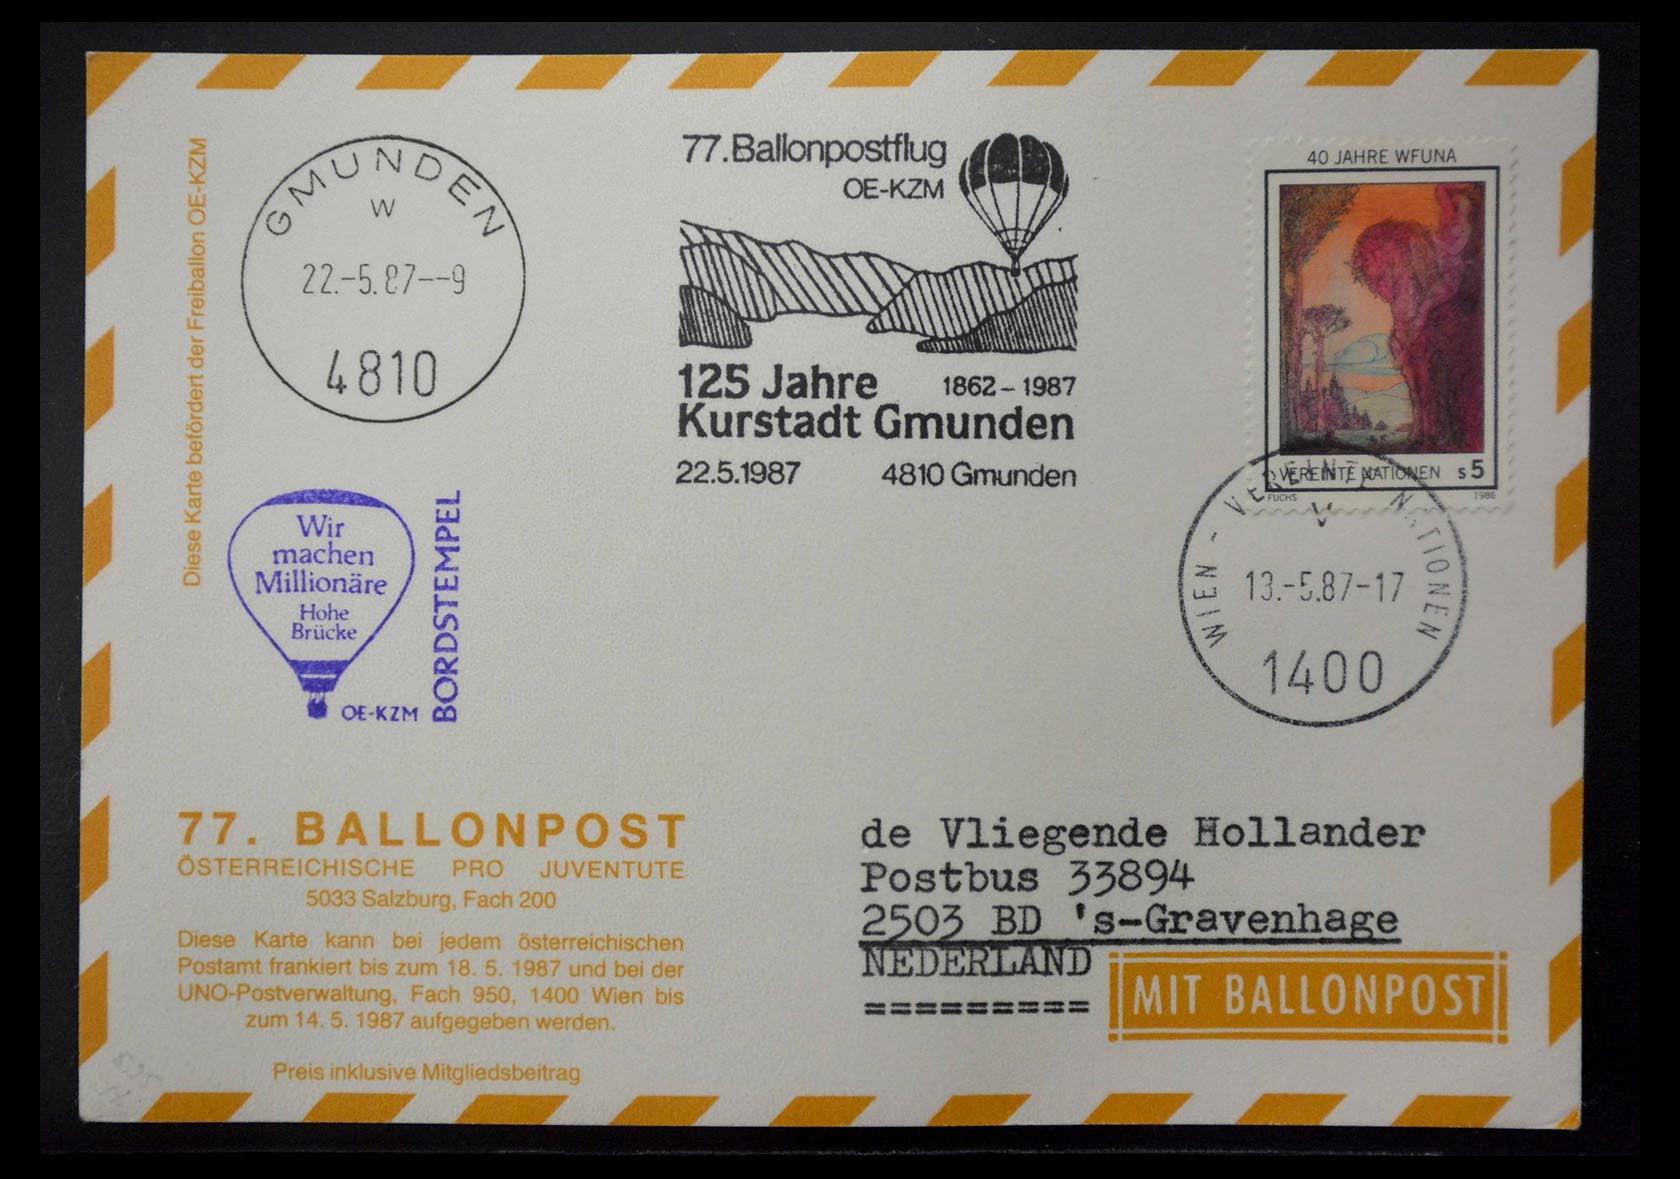 Diese Karte befördert der Freiballon OE-KZM
GMUNDEN
w
22.-5.87--9
4810
77.Ballonpostflug
OE-KZM
125 Jahre 1862-1987
Kurstadt Gmunden
22.5.1987 4810 Gmunden
40 JAHRE WFUNA
VEREINTE NATIONEN s5
FUCHS 1986
WIEN - VEREINTE NATIONEN
13.-5.87-17
1400
Wir
machen
Millionäre
Hohe
Brücke
OE-KZM
BORDSTEMPEL
77. BALLONPOST
ÖSTERREICHISCHE PRO JUVENTUTE
5033 Salzburg, Fach 200
Diese Karte kann bei jedem österreichischen
Postamt frankiert bis zum 18. 5. 1987 und bei der
UNO-Postverwaltung, Fach 950, 1400 Wien bis
zum 14. 5. 1987 aufgegeben werden.
Preis inklusive Mitgliedsbeitrag
de Vliegende Hollander
Postbus 33894
2503 BD 's-Gravenhage
NEDERLAND
=========
MIT BALLONPOST